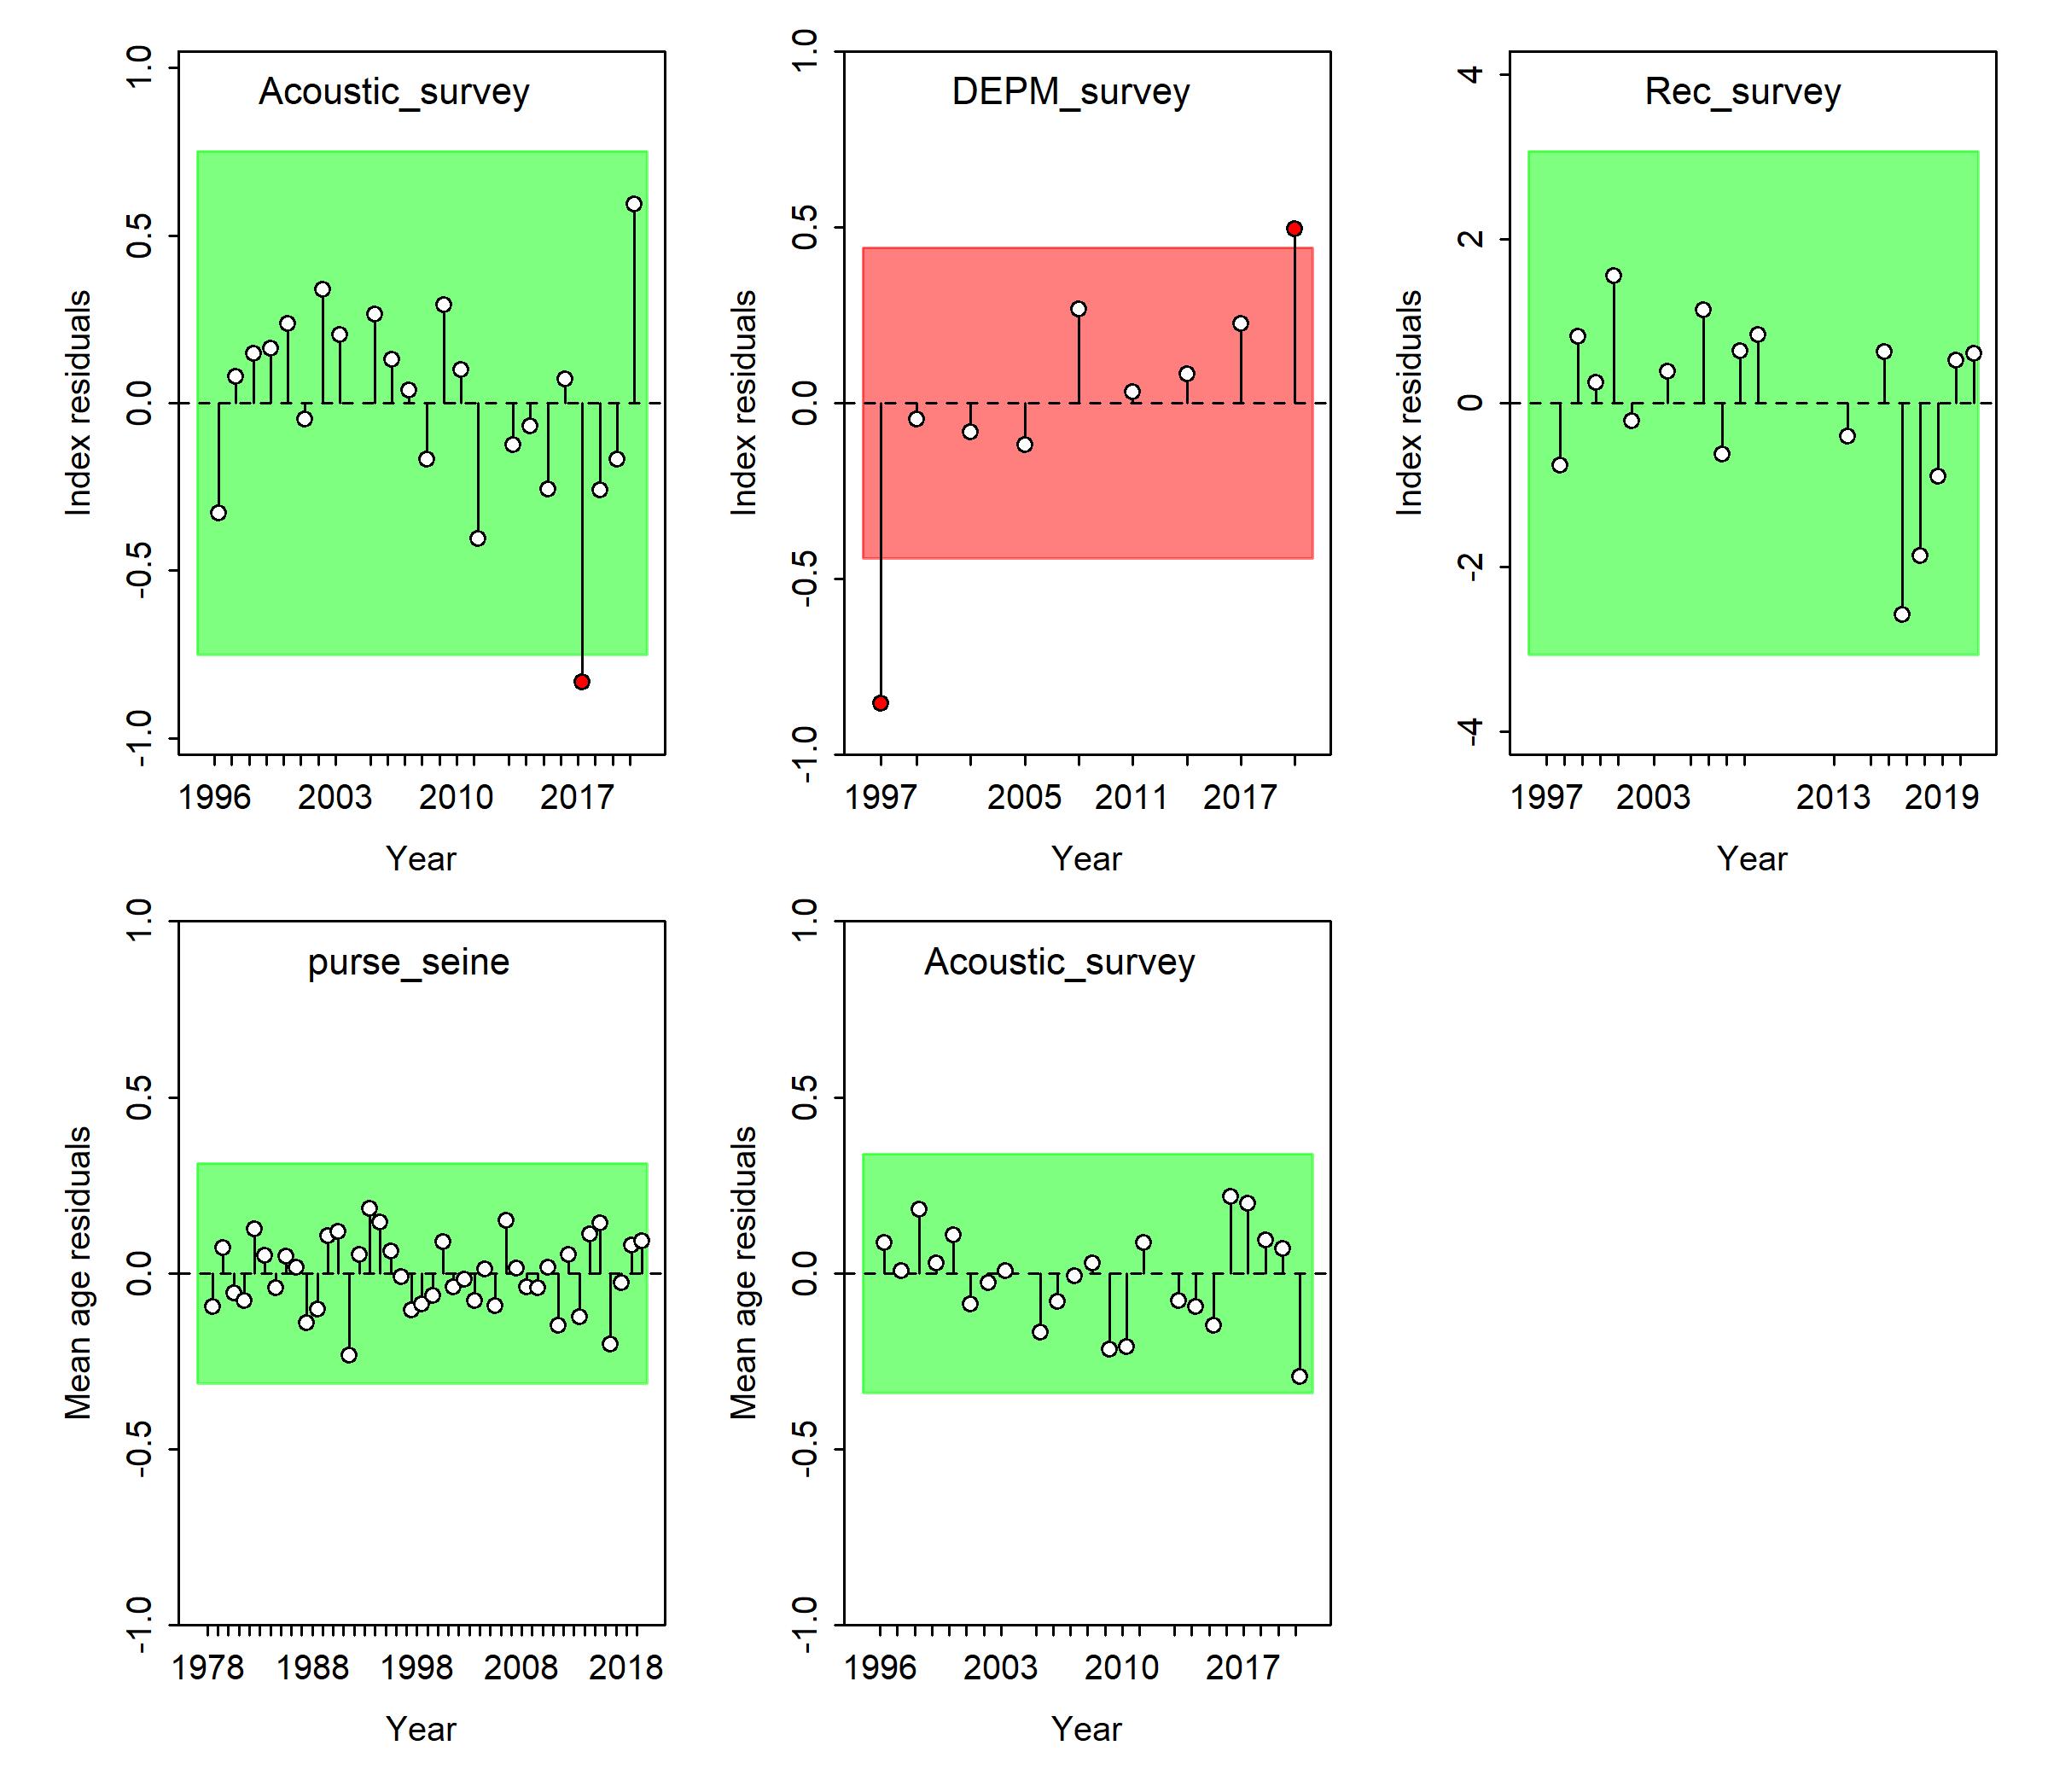 Acoustic_survey
1.0
0.5
0.0
-0.5
-1.0
Index residuals
1996 2003 2010 2017
Year
DEPM_survey
1.0
0.5
0.0
-0.5
-1.0
Index residuals
1997 2005 2011 2017
Year
Rec_survey
4
2
0
-2
-4
Index residuals
1997 2003 2013 2019
Year
purse_seine
1.0
0.5
0.0
-0.5
-1.0
Mean age residuals
1978 1988 1998 2008 2018
Year
Acoustic_survey
1.0
0.5
0.0
-0.5
-1.0
Mean age residuals
1996 2003 2010 2017
Year